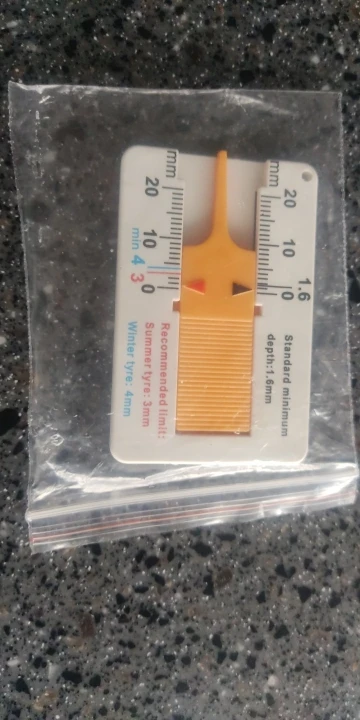 mm
20
10
0
min 4
3
mm
20
10
0
1.6
Standard minimum
depth:1.6mm
Recommended limit:
Summer tyre: 3mm
Winter tyre: 4mm